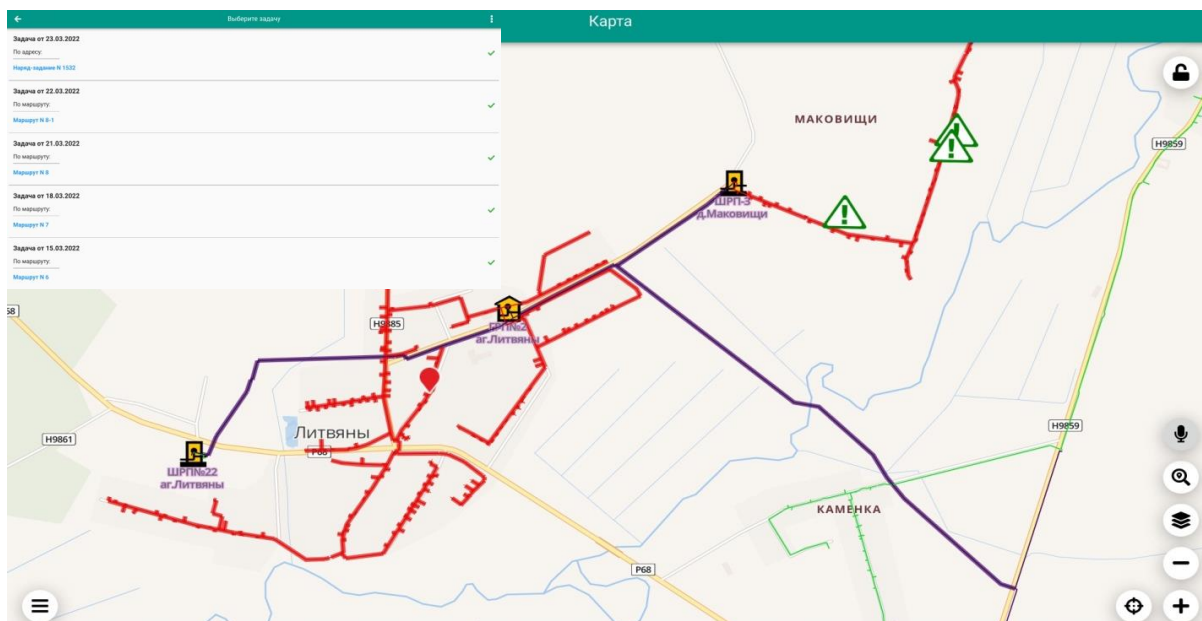 Выберите задачу
Карта
Задача от 23.03.2022
По адресу:
Наряд-задание N 1532
Задача от 22.03.2022
По маршруту:
Маршрут N 8-1
Задача от 21.03.2022
По маршруту:
Маршрут N 8
Задача от 18.03.2022
По маршруту:
Маршрут N 7
Задача от 15.03.2022
По маршруту:
Маршрут N 6
МАКОВИЩИ
H9859
ШРП-3
д.Маковищи
68
H9885
ГРП№2
аг.Литвяны
Литвяны
H9861
P68
ШРП№22
аг.Литвяны
H9859
КАМЕНКА
P68